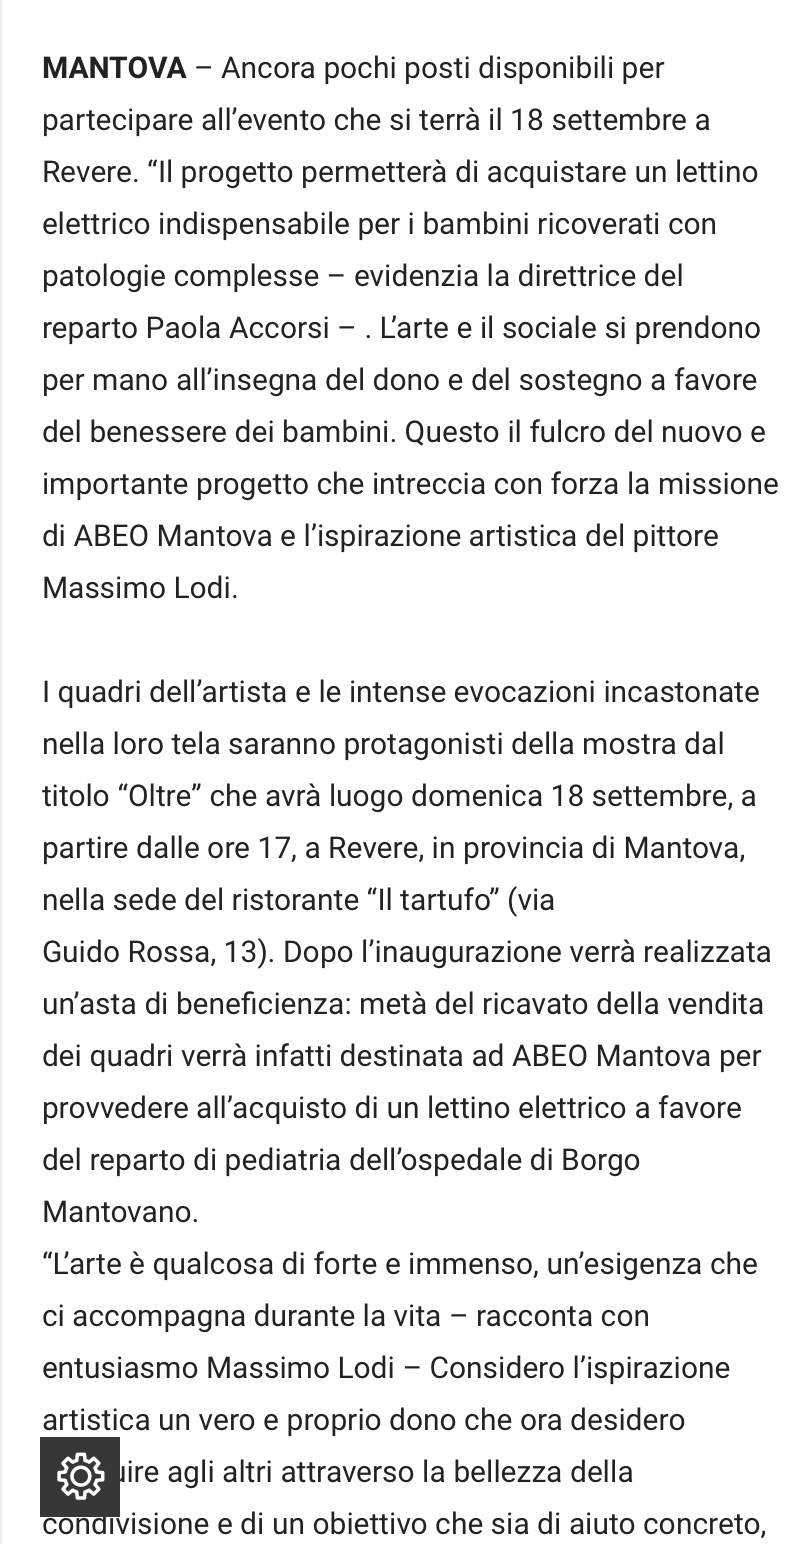 MANTOVA – Ancora pochi posti disponibili per
partecipare all’evento che si terrà il 18 settembre a
Revere. “Il progetto permetterà di acquistare un lettino
elettrico indispensabile per i bambini ricoverati con
patologie complesse – evidenzia la direttrice del
reparto Paola Accorsi – . L’arte e il sociale si prendono
per mano all’insegna del dono e del sostegno a favore
del benessere dei bambini. Questo il fulcro del nuovo e
importante progetto che intreccia con forza la missione
di ABEO Mantova e l’ispirazione artistica del pittore
Massimo Lodi.
I quadri dell’artista e le intense evocazioni incastonate
nella loro tela saranno protagonisti della mostra dal
titolo “Oltre” che avrà luogo domenica 18 settembre, a
partire dalle ore 17, a Revere, in provincia di Mantova,
nella sede del ristorante “Il tartufo” (via
Guido Rossa, 13). Dopo l’inaugurazione verrà realizzata
un’asta di beneficienza: metà del ricavato della vendita
dei quadri verrà infatti destinata ad ABEO Mantova per
provvedere all’acquisto di un lettino elettrico a favore
del reparto di pediatria dell’ospedale di Borgo
Mantovano.
“L’arte è qualcosa di forte e immenso, un’esigenza che
ci accompagna durante la vita – racconta con
entusiasmo Massimo Lodi – Considero l’ispirazione
artistica un vero e proprio dono che ora desidero
agli altri attraverso la bellezza della
condivisione e di un obiettivo che sia di aiuto concreto,